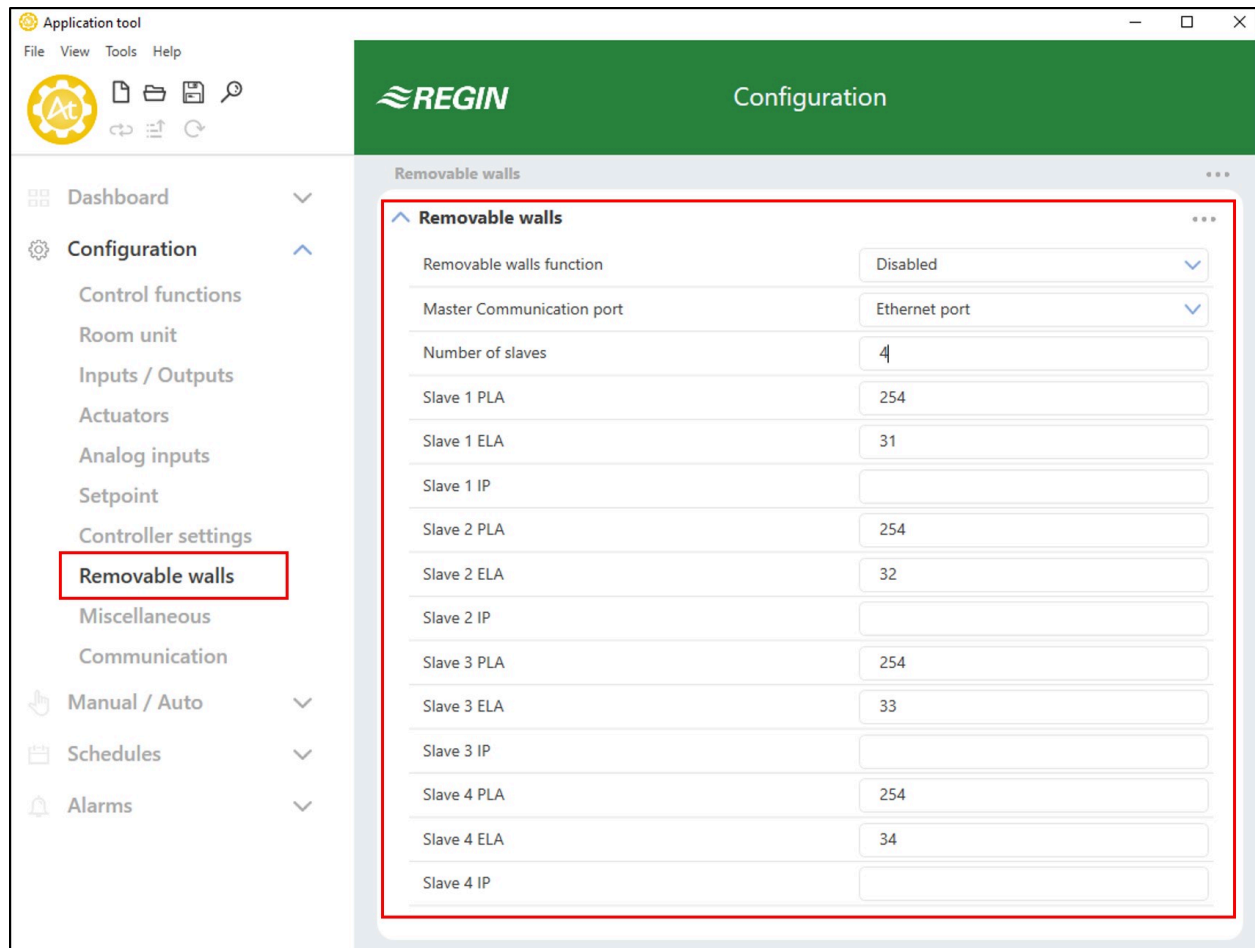 Application tool
File View Tools Help
At
REGIN
Configuration
Dashboard
Configuration
Control functions
Room unit
Inputs / Outputs
Actuators
Analog inputs
Setpoint
Controller settings
Removable walls
Miscellaneous
Communication
Manual / Auto
Schedules
Alarms
Removable walls
Removable walls
Removable walls function Disabled
Master Communication port Ethernet port
Number of slaves 4
Slave 1 PLA 254
Slave 1 ELA 31
Slave 1 IP
Slave 2 PLA 254
Slave 2 ELA 32
Slave 2 IP
Slave 3 PLA 254
Slave 3 ELA 33
Slave 3 IP
Slave 4 PLA 254
Slave 4 ELA 34
Slave 4 IP